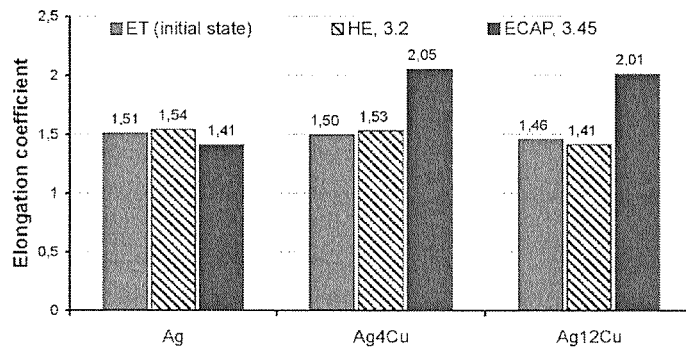 2,5
ET (initial state) HE, 3.2 ECAP, 3.45
Elongation coefficient
2
1,5
1
0,5
0
1,51 1,54 1,41
1,50 1,53 2,05
1,46 1,41 2,01
Ag Ag4Cu Ag12Cu